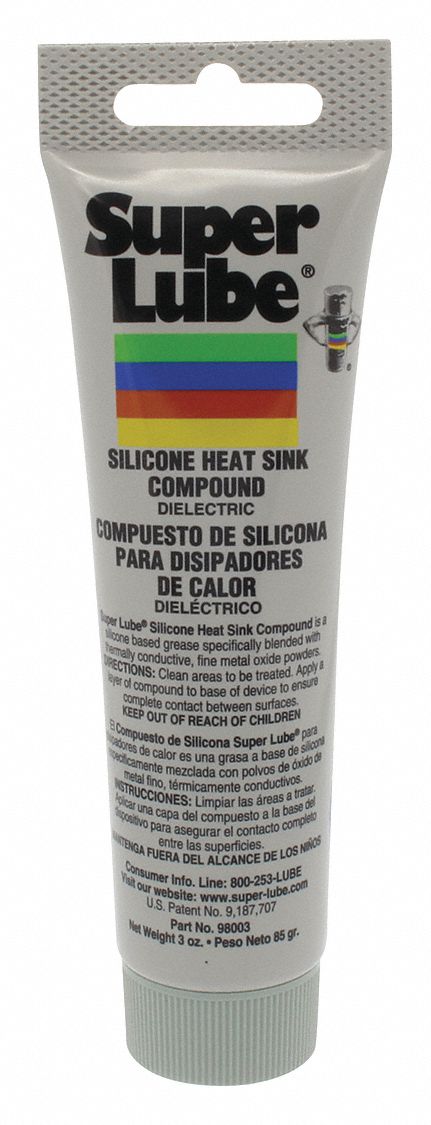 Super
Lube®
®
SILICONE HEAT SINK
COMPOUND
DIELECTRIC
COMPUESTO DE SILICONA
PARA DISIPADORES
DE CALOR
DIELÉCTRICO
Super Lube® Silicone Heat Sink Compound is a
silicone based grease specifically blended with
thermally conductive, fine metal oxide powders.
DIRECTIONS: Clean areas to be treated. Apply a
layer of compound to base of device to ensure
complete contact between surfaces.
KEEP OUT OF REACH OF CHILDREN
El Compuesto de Silicona Super Lube® para
disipadores de calor es una grasa a base de silicona
específicamente mezclada con polvos de óxido de
metal fino, térmicamente conductivos.
INSTRUCCIONES: Limpiar las áreas a tratar.
Aplicar una capa del compuesto a la base del
dispositivo para asegurar el contacto completo
entre las superficies.
MANTENGA FUERA DEL ALCANCE DE LOS NIÑOS
Consumer Info. Line: 800-253-LUBE
Visit our website: www.super-lube.com
U.S. Patent No. 9,187,707
Part No. 98003
Net Weight 3 oz. • Peso Neto 85 gr.